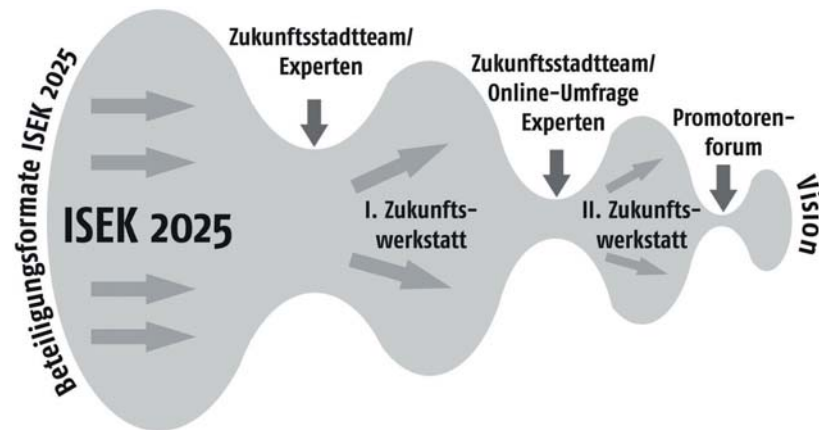 Beteiligungsformate ISEK 2025
ISEK 2025
Zukunftsstadtteam/
Experten
I. Zukunfts-
werkstatt
Zukunftsstadtteam/
Online-Umfrage
Experten
II. Zukunfts-
werkstatt
Promotoren-
forum
Vision